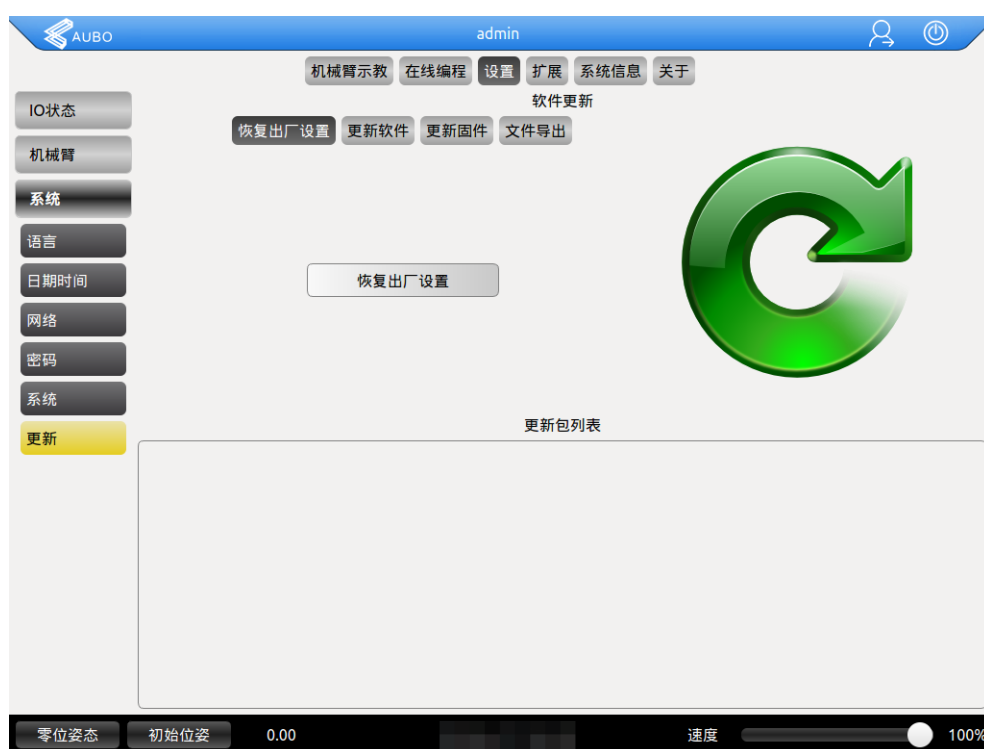 AUBO admin
机械臂示教 在线编程 设置 扩展 系统信息 关于
软件更新
恢复出厂设置 更新软件 更新固件 文件导出
IO状态
机械臂
系统
语言
日期时间
恢复出厂设置
网络
密码
系统
更新
更新包列表
零位姿态 初始位姿 0.00 速度 100%